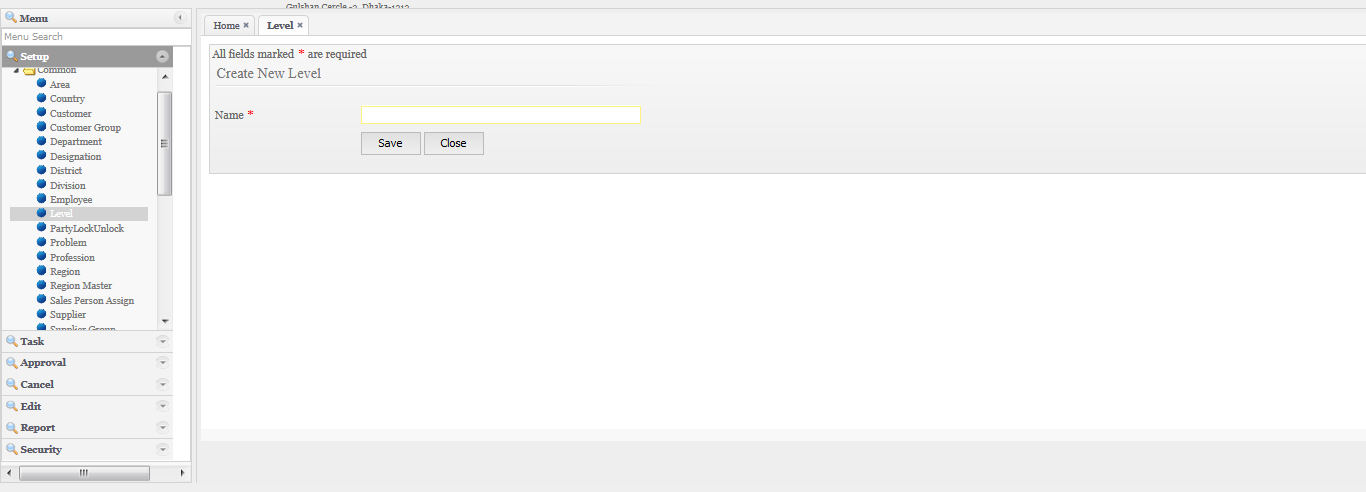 Gulshan Cercle -2, Dhaka-1212
Menu
Menu Search
Setup
Common
Area
Country
Customer
Customer Group
Department
Designation
District
Division
Employee
Level
PartyLockUnlock
Problem
Profession
Region
Region Master
Sales Person Assign
Supplier
Supplier Group
Task
Approval
Cancel
Edit
Report
Security
Home
Level
All fields marked * are required
Create New Level
Name *
Save Close